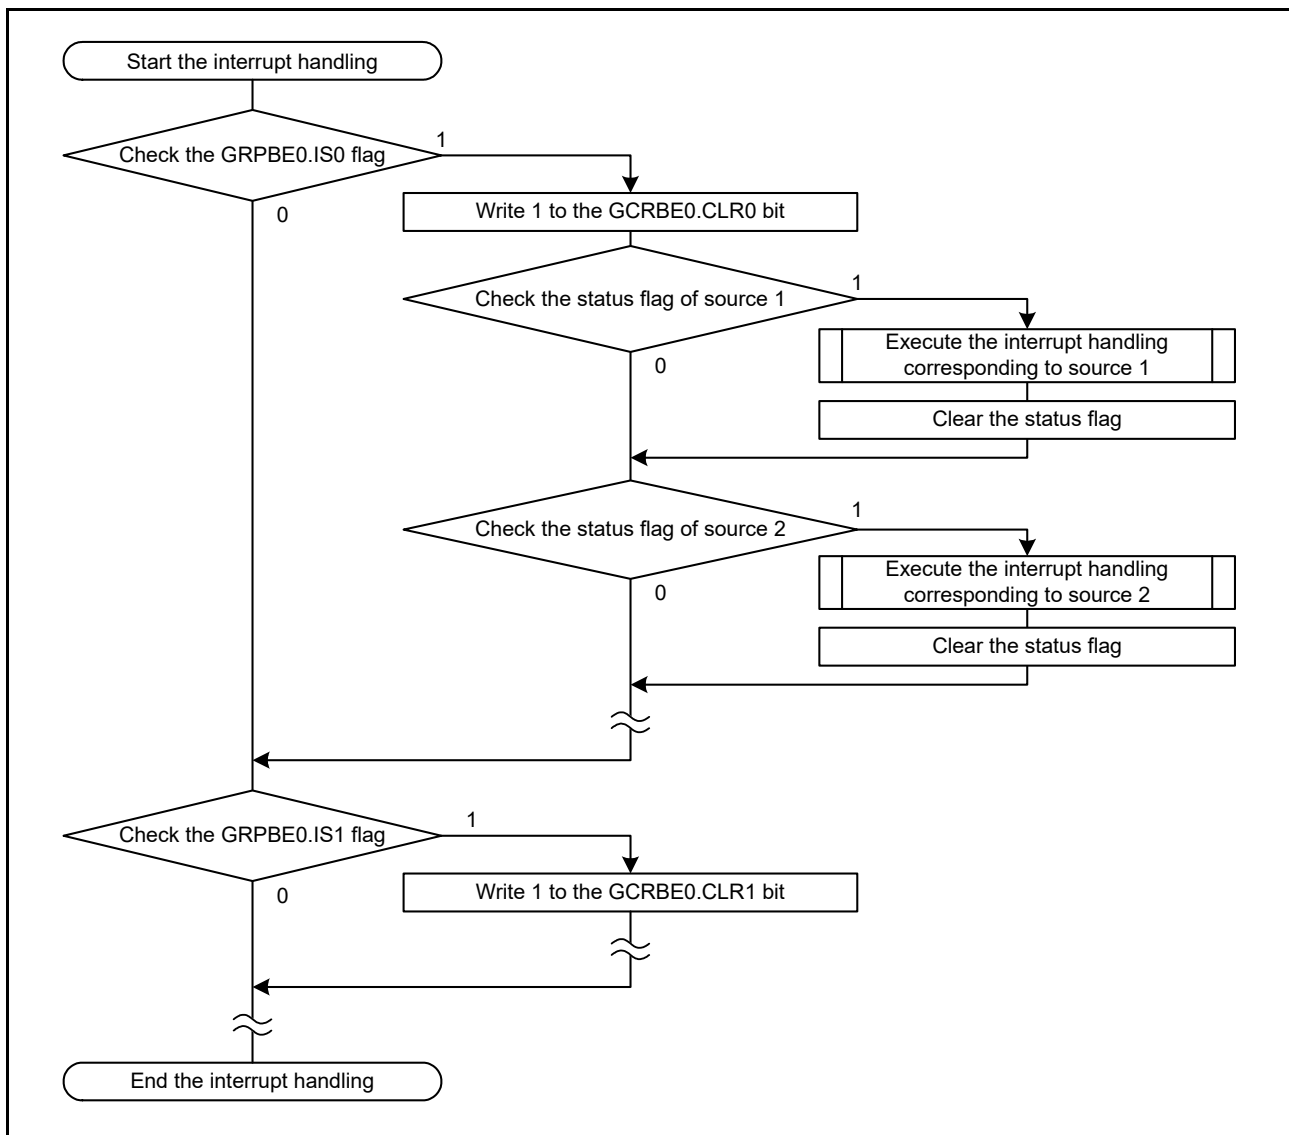 Start the interrupt handling
Check the GRPBE0.IS0 flag
1
0
Write 1 to the GCRBE0.CLR0 bit
Check the status flag of source 1
1
0
Execute the interrupt handling
corresponding to source 1
Clear the status flag
Check the status flag of source 2
1
0
Execute the interrupt handling
corresponding to source 2
Clear the status flag
Check the GRPBE0.IS1 flag
1
0
Write 1 to the GCRBE0.CLR1 bit
End the interrupt handling